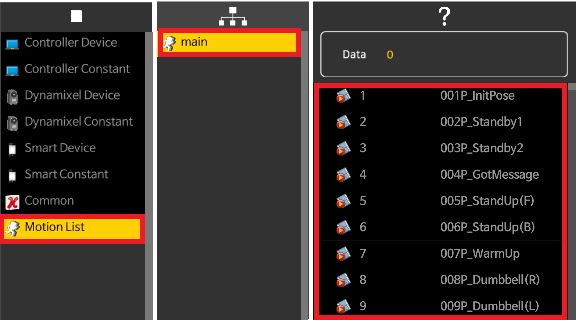 Controller Device
Controller Constant
Dynamixel Device
Dynamixel Constant
Smart Device
Smart Constant
Common
Motion List
main
?
Data 0
1 001P_InitPose
2 002P_Standby1
3 003P_Standby2
4 004P_GotMessage
5 005P_StandUp(F)
6 006P_StandUp(B)
7 007P_WarmUp
8 008P_Dumbbell(R)
9 009P_Dumbbell(L)